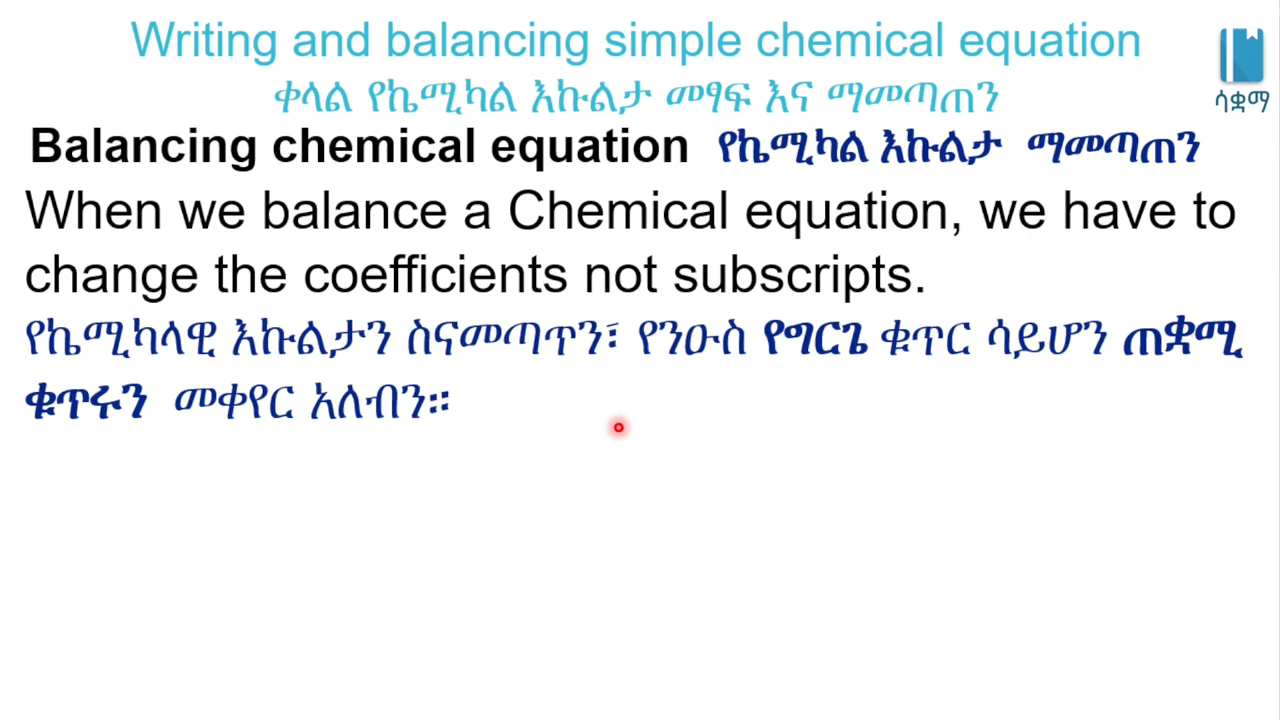 Writing and balancing simple chemical equation
ቀላል የኬሚካል እኩልታ መፃፍ እና ማመጣጠን
ሳቋማ
Balancing chemical equation የኬሚካል እኩልታ ማመጣጠን
When we balance a Chemical equation, we have to
change the coefficients not subscripts.
የኬሚካላዊ እኩልታን ስናመጣጥን፣ የንዑስ የግርጌ ቁጥር ሳይሆን ጠቋሚ
ቁጥሩን መቀየር አለብን።